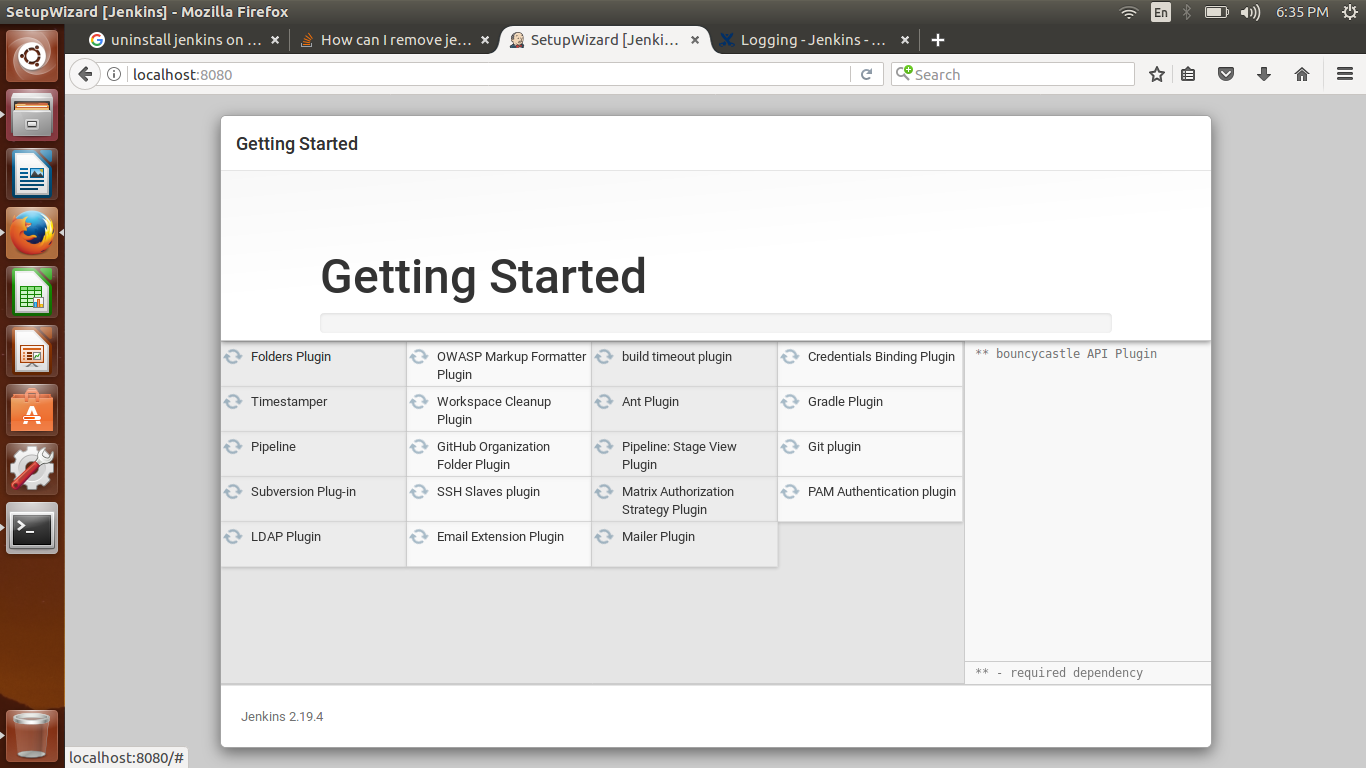 SetupWizard [Jenkins] - Mozilla Firefox
En
6:35 PM
uninstall jenkins on ...
How can I remove je...
SetupWizard [Jenki...
Logging - Jenkins - ...
localhost:8080
Search
Getting Started
Getting Started
Folders Plugin
OWASP Markup Formatter
Plugin
build timeout plugin
Credentials Binding Plugin
** bouncycastle API Plugin
Timestamper
Workspace Cleanup
Plugin
Ant Plugin
Gradle Plugin
Pipeline
GitHub Organization
Folder Plugin
Pipeline: Stage View
Plugin
Git plugin
Subversion Plug-in
SSH Slaves plugin
Matrix Authorization
Strategy Plugin
PAM Authentication plugin
LDAP Plugin
Email Extension Plugin
Mailer Plugin
** - required dependency
Jenkins 2.19.4
localhost:8080/#